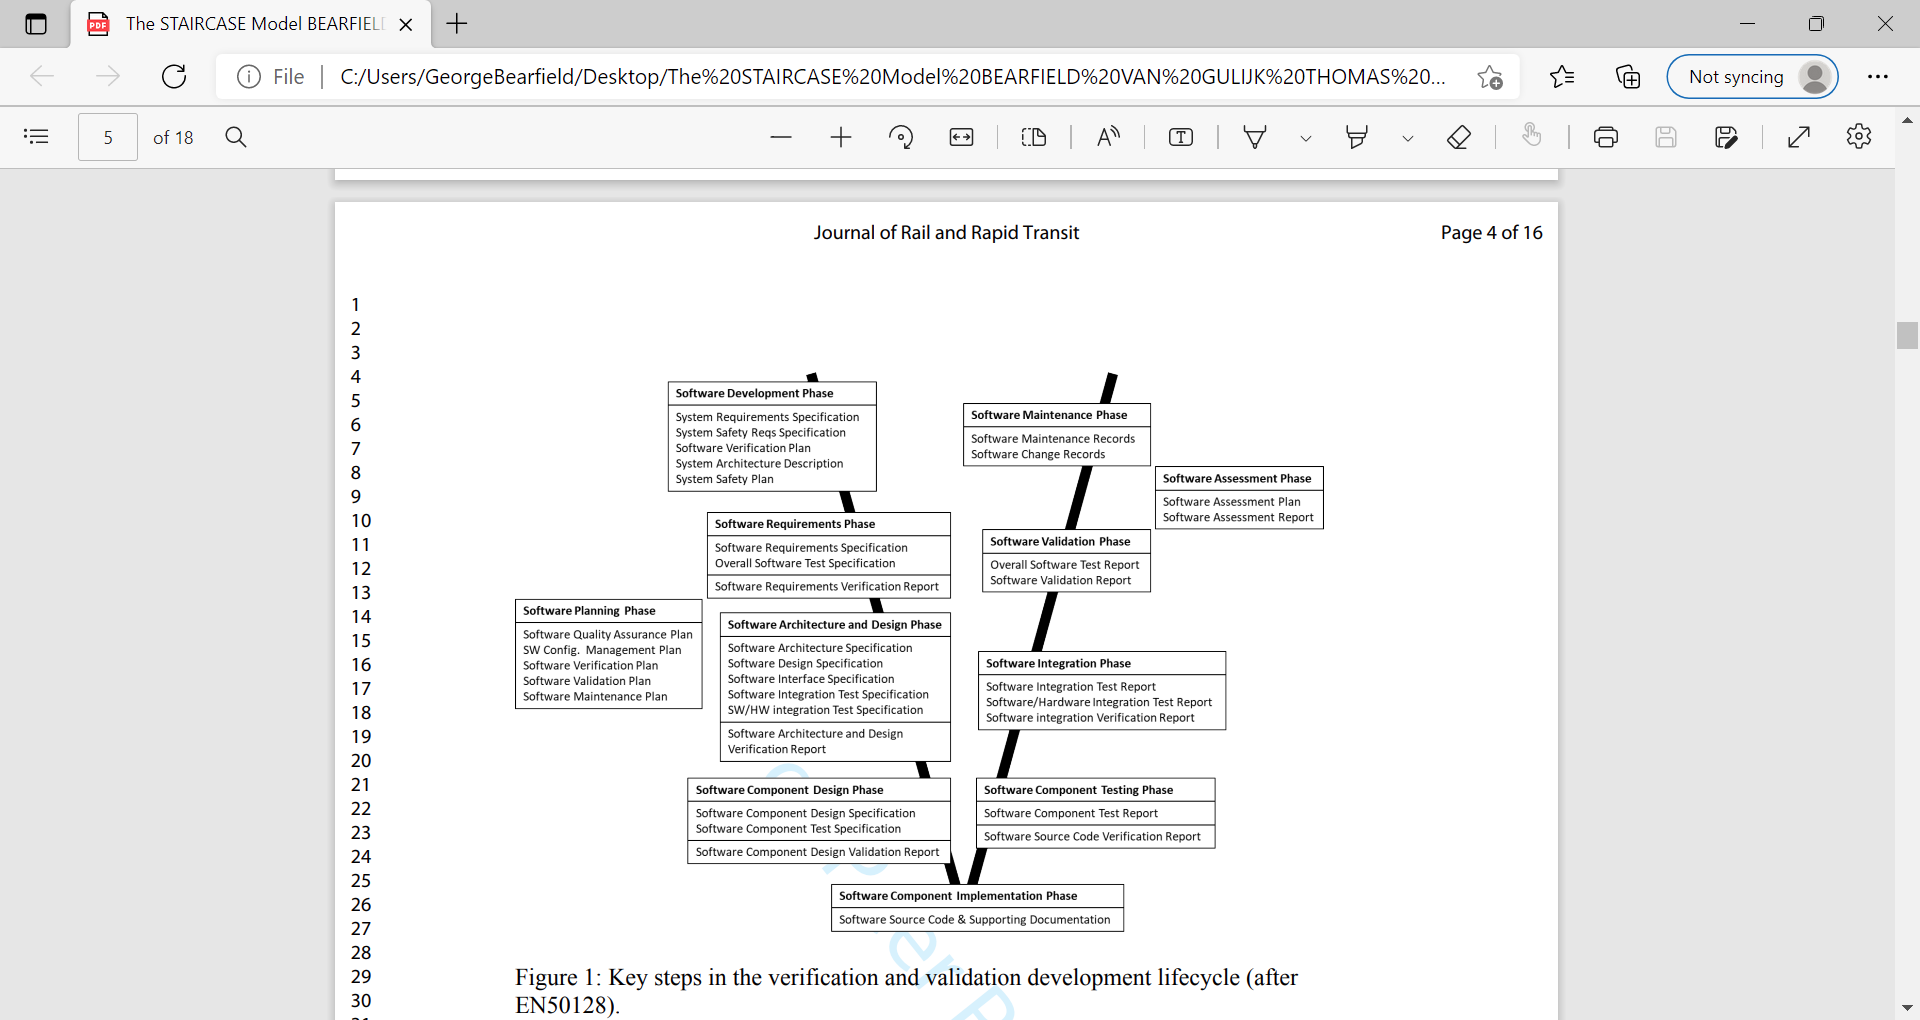 The STAIRCASE Model BEARFIEL
File
C:/Users/GeorgeBearfield/Desktop/The%20STAIRCASE%20Model%20BEARFIELD%20VAN%20GULIJK%20THOMAS%20...
Not syncing
5 of 18
Journal of Rail and Rapid Transit
Page 4 of 16
1
2
3
4
5
6
7
8
9
10
11
12
13
14
15
16
17
18
19
20
21
22
23
24
25
26
27
28
29
30
Software Development Phase
System Requirements Specification
System Safety Reqs Specification
Software Verification Plan
System Architecture Description
System Safety Plan
Software Maintenance Phase
Software Maintenance Records
Software Change Records
Software Assessment Phase
Software Assessment Plan
Software Assessment Report
Software Requirements Phase
Software Requirements Specification
Overall Software Test Specification
Software Requirements Verification Report
Software Validation Phase
Overall Software Test Report
Software Validation Report
Software Planning Phase
Software Quality Assurance Plan
SW Config. Management Plan
Software Verification Plan
Software Validation Plan
Software Maintenance Plan
Software Architecture and Design Phase
Software Architecture Specification
Software Design Specification
Software Interface Specification
Software Integration Test Specification
SW/HW integration Test Specification
Software Architecture and Design
Verification Report
Software Integration Phase
Software Integration Test Report
Software/Hardware Integration Test Report
Software integration Verification Report
Software Component Design Phase
Software Component Design Specification
Software Component Test Specification
Software Component Design Validation Report
Software Component Testing Phase
Software Component Test Report
Software Source Code Verification Report
Software Component Implementation Phase
Software Source Code & Supporting Documentation
Figure 1: Key steps in the verification and validation development lifecycle (after
EN50128).